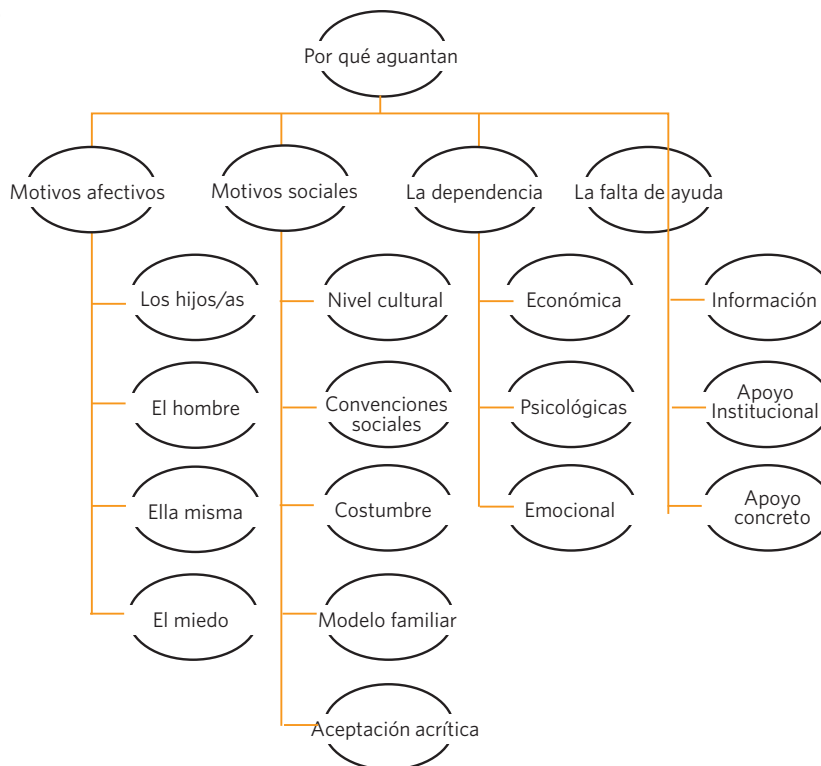 Por qué aguantan
Motivos afectivos
Motivos sociales
La dependencia
La falta de ayuda
Los hijos/as
Nivel cultural
Económica
Información
El hombre
Convenciones
sociales
Psicológicas
Apoyo
Institucional
Ella misma
Costumbre
Emocional
Apoyo
concreto
El miedo
Modelo familiar
Aceptación acrítica